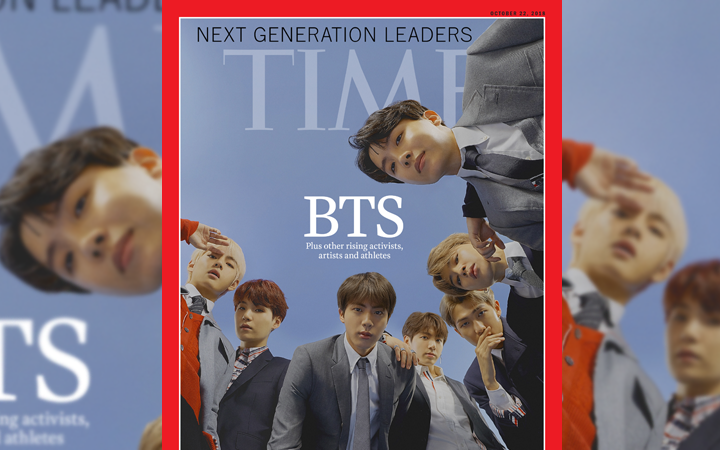 OCTOBER 22, 2018
NEXT GENERATION LEADERS
TIME
BTS
Plus other rising activists,
artists and athletes